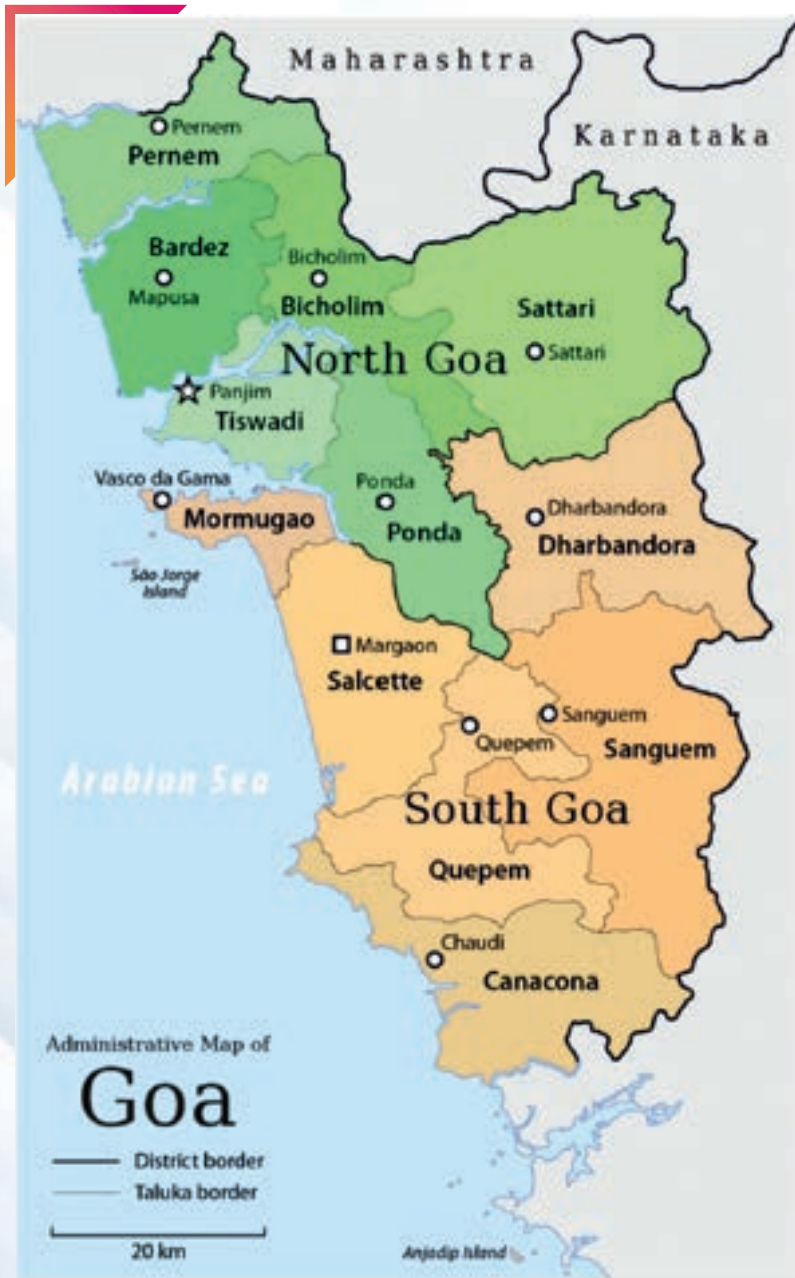 Maharashtra
Karnataka
Pernem
Pernem
Bardez
Mapusa
Bicholim
Bicholim
Sattari
Sattari
North Goa
Panjim
Tiswadi
Vasco da Gama
Mormugao
Ponda
Ponda
Dharbandora
Dharbandora
São Jorge
Island
Margaon
Salcette
Sanguem
Quepem
Sanguem
Arabian Sea
South Goa
Quepem
Chaudi
Canacona
Administrative Map of
Goa
District border
Taluka border
20 km
Anjadip Island